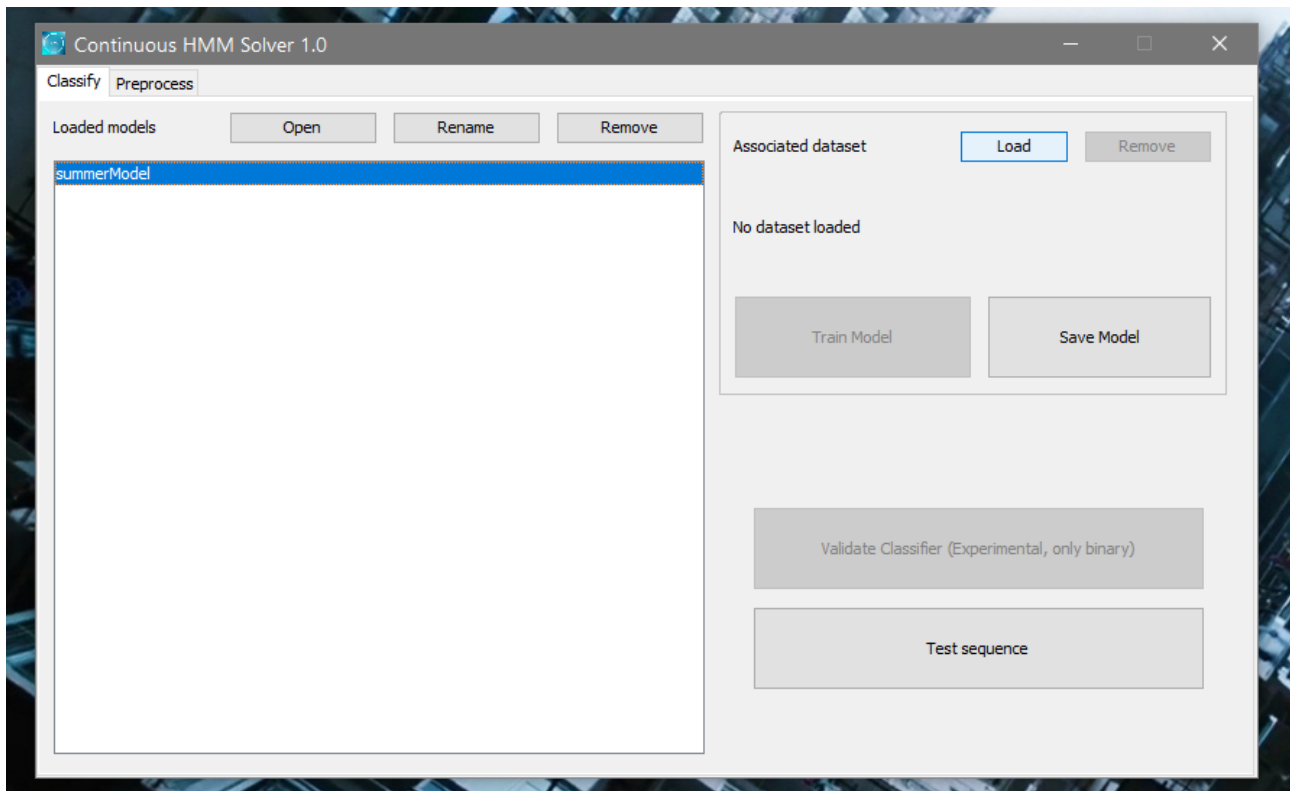 Continuous HMM Solver 1.0
Classify Preprocess
Loaded models Open Rename Remove
summerModel
Associated dataset Load Remove
No dataset loaded
Train Model Save Model
Validate Classifier (Experimental, only binary)
Test sequence